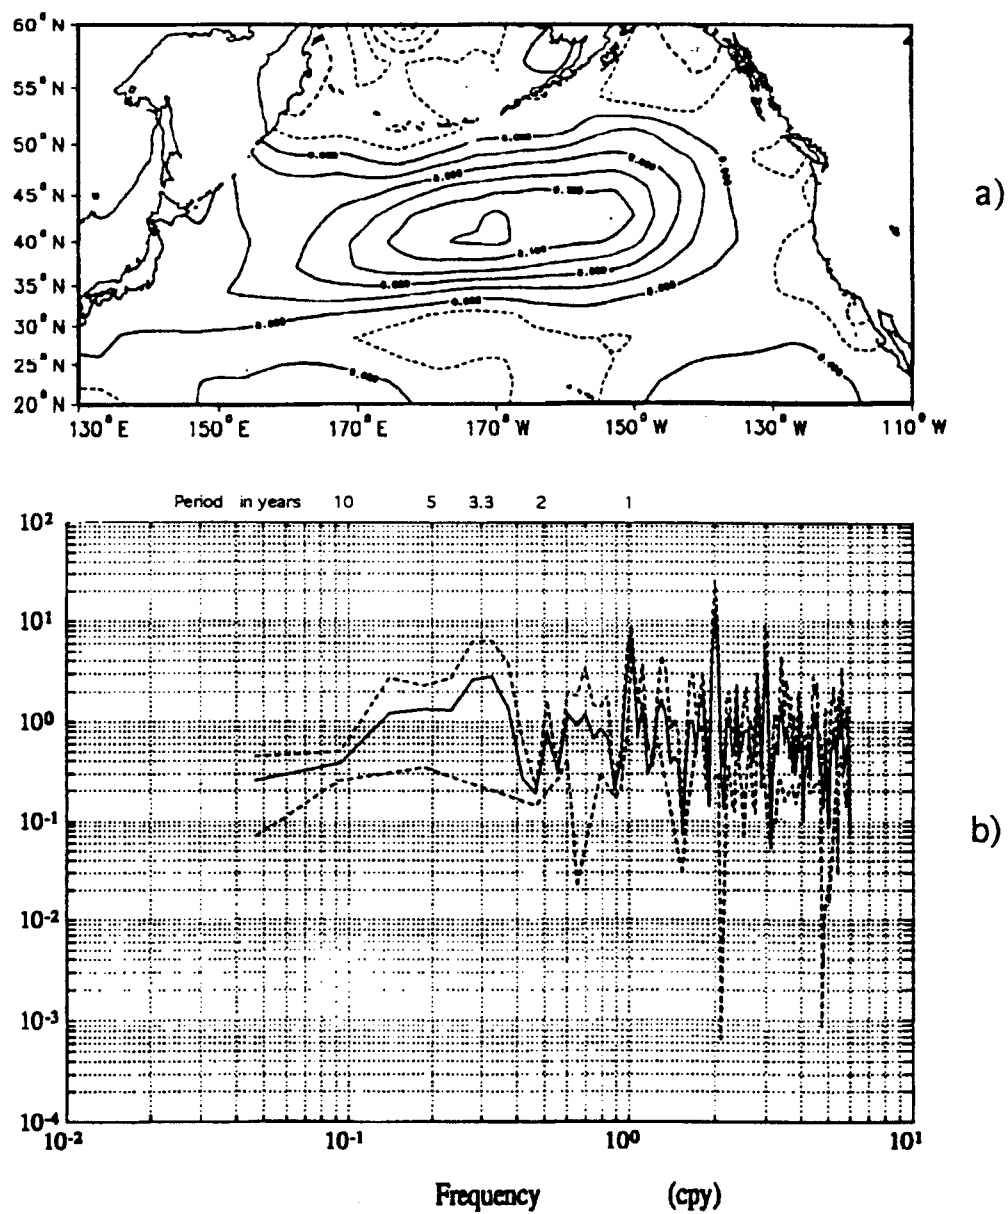 60° N
55° N
50° N
45° N
40° N
35° N
30° N
25° N
20° N
130° E 150° E 170° E 170° W 150° W 130° W 110° W
a)
Period in years 10 5 3.3 2 1
10²
10¹
10⁰
10⁻¹
10⁻²
10⁻³
10⁻⁴
10⁻² 10⁻¹ 10⁰ 10¹
b)
Frequency (cpy)